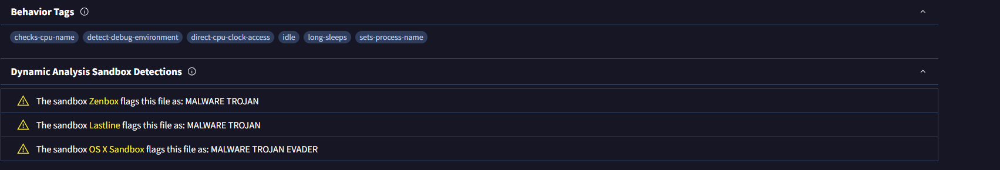 Behavior Tags
checks-cpu-name detect-debug-environment direct-cpu-clock-access idle long-sleeps sets-process-name
Dynamic Analysis Sandbox Detections
The sandbox Zenbox flags this file as: MALWARE TROJAN
The sandbox Lastline flags this file as: MALWARE TROJAN
The sandbox OS X Sandbox flags this file as: MALWARE TROJAN EVADER